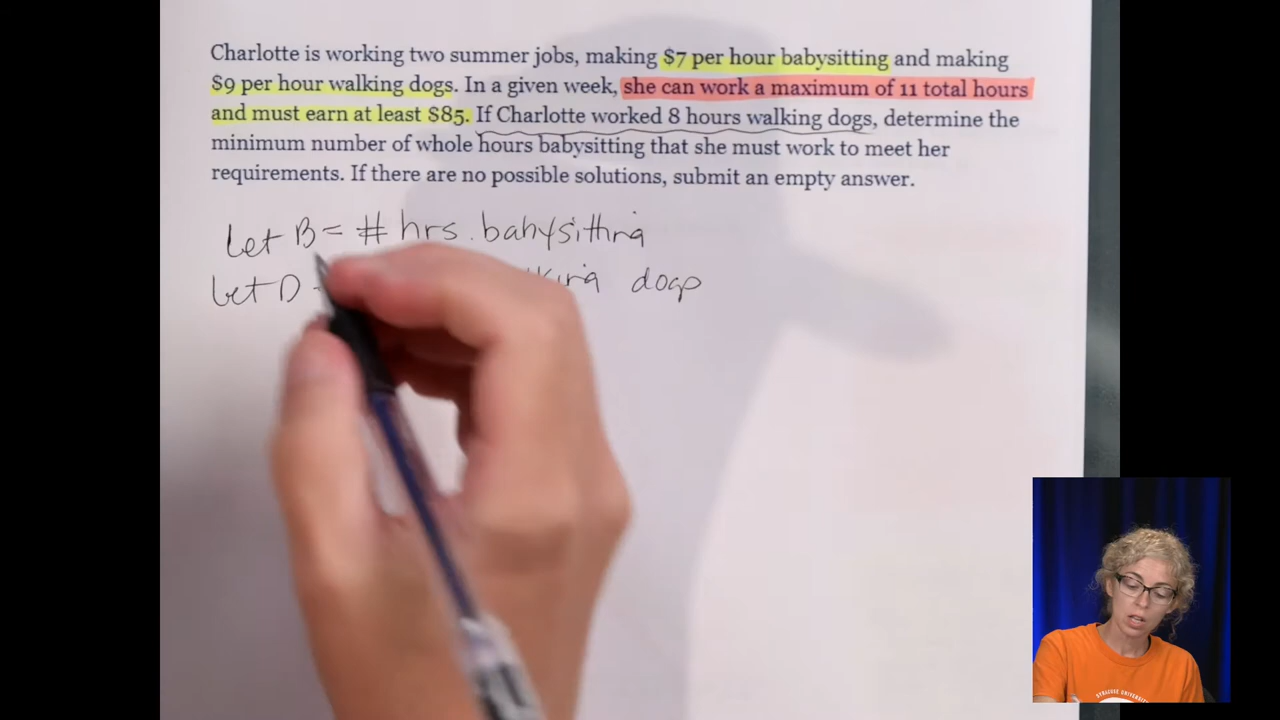 Charlotte is working two summer jobs, making $7 per hour babysitting and making
$9 per hour walking dogs. In a given week, she can work a maximum of 11 total hours
and must earn at least $85. If Charlotte worked 8 hours walking dogs, determine the
minimum number of whole hours babysitting that she must work to meet her
requirements. If there are no possible solutions, submit an empty answer.
Let B = # hrs. babysitting
Let D dogs
SYRACUSE UNIVERSITY